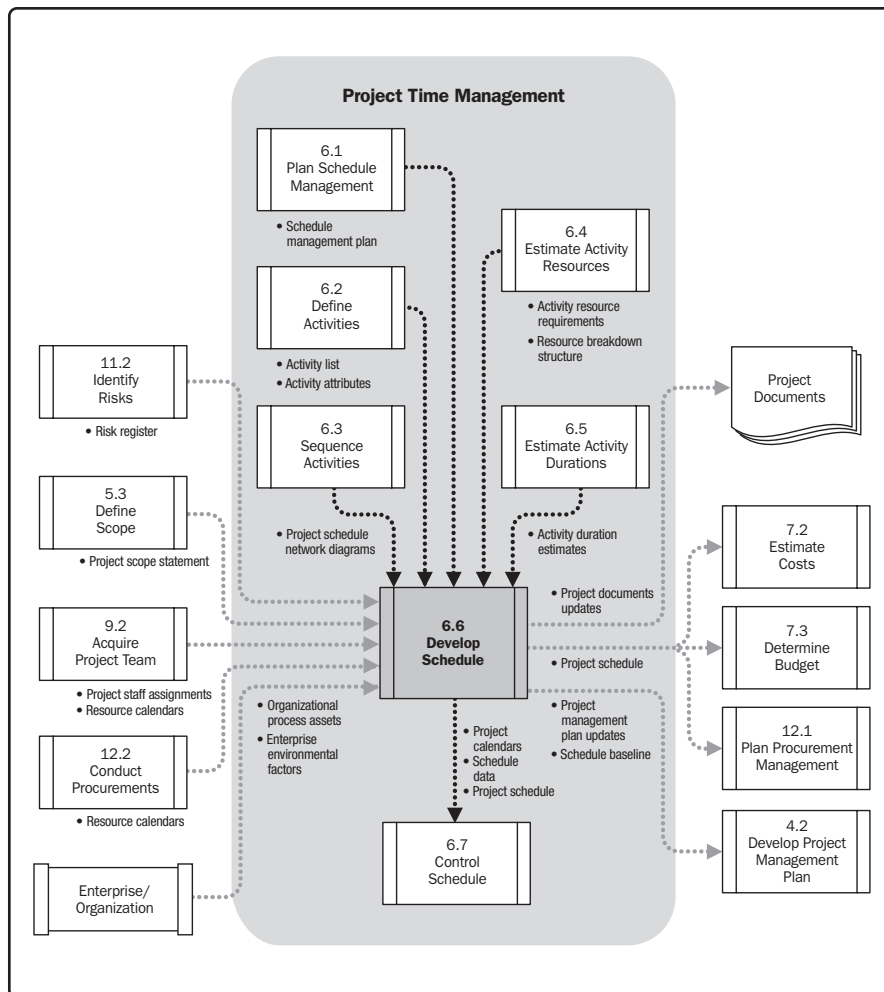 Project Time Management
6.1
Plan Schedule
Management
• Schedule
management plan
6.2
Define
Activities
• Activity list
• Activity attributes
6.3
Sequence
Activities
• Project schedule
network diagrams
6.4
Estimate Activity
Resources
• Activity resource
requirements
• Resource breakdown
structure
6.5
Estimate Activity
Durations
• Activity duration
estimates
11.2
Identify
Risks
• Risk register
5.3
Define
Scope
• Project scope statement
9.2
Acquire
Project Team
• Project staff assignments
• Resource calendars
12.2
Conduct
Procurements
• Resource calendars
Enterprise/
Organization
• Organizational
process assets
• Enterprise
environmental
factors
6.6
Develop
Schedule
• Project documents
updates
• Project schedule
• Project
management
plan updates
• Schedule baseline
• Project
calendars
• Schedule
data
• Project schedule
6.7
Control
Schedule
Project
Documents
7.2
Estimate
Costs
7.3
Determine
Budget
12.1
Plan Procurement
Management
4.2
Develop Project
Management
Plan